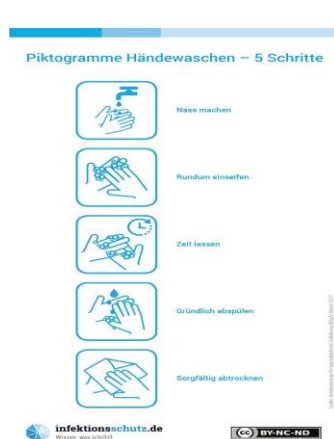 Piktogramme Händewaschen – 5 Schritte
Nass machen
Rundum einseifen
Zeit lassen
Gründlich abspülen
Sorgfältig abtrocknen
infektionsschutz.de
Wissen, was schützt.
CC BY-NC-ND